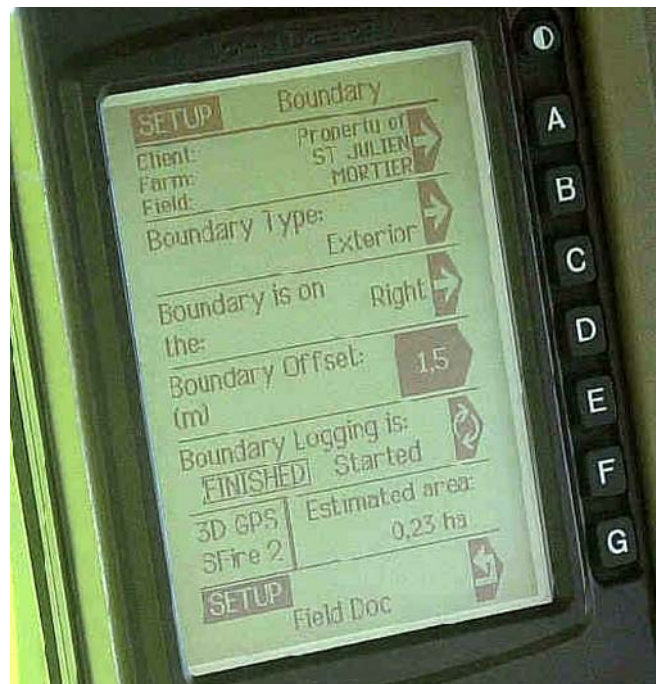 SETUP Boundary
Client: Property of
Farm: ST JULIEN
Field: MORTIER
Boundary Type:
Exterior
Boundary is on the: Right
Boundary Offset: (m) 1,5
Boundary Logging is:
FINISHED Started
3D GPS
SFire 2
Estimated area:
0,23 ha
SETUP
Field Doc
A
B
C
D
E
F
G